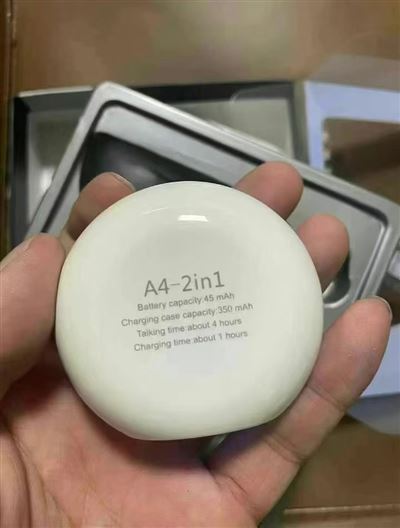 A4-2in1
Battery capacity:45 mAh
Charging case capacity:350 mAh
Talking time:about 4 hours
Charging time:about 1 hours